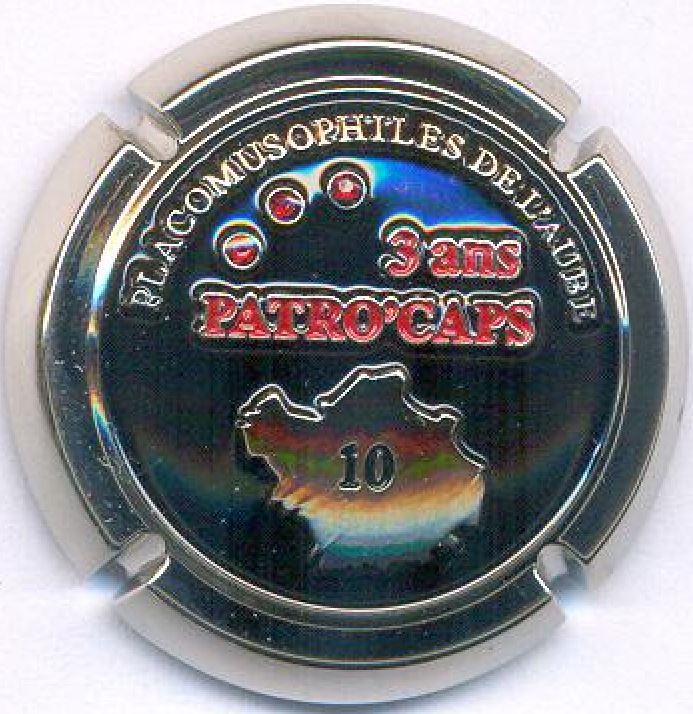 PLACOMUSOPHILES DE L'AUBE
3 ans
PATRO'CAPS
10